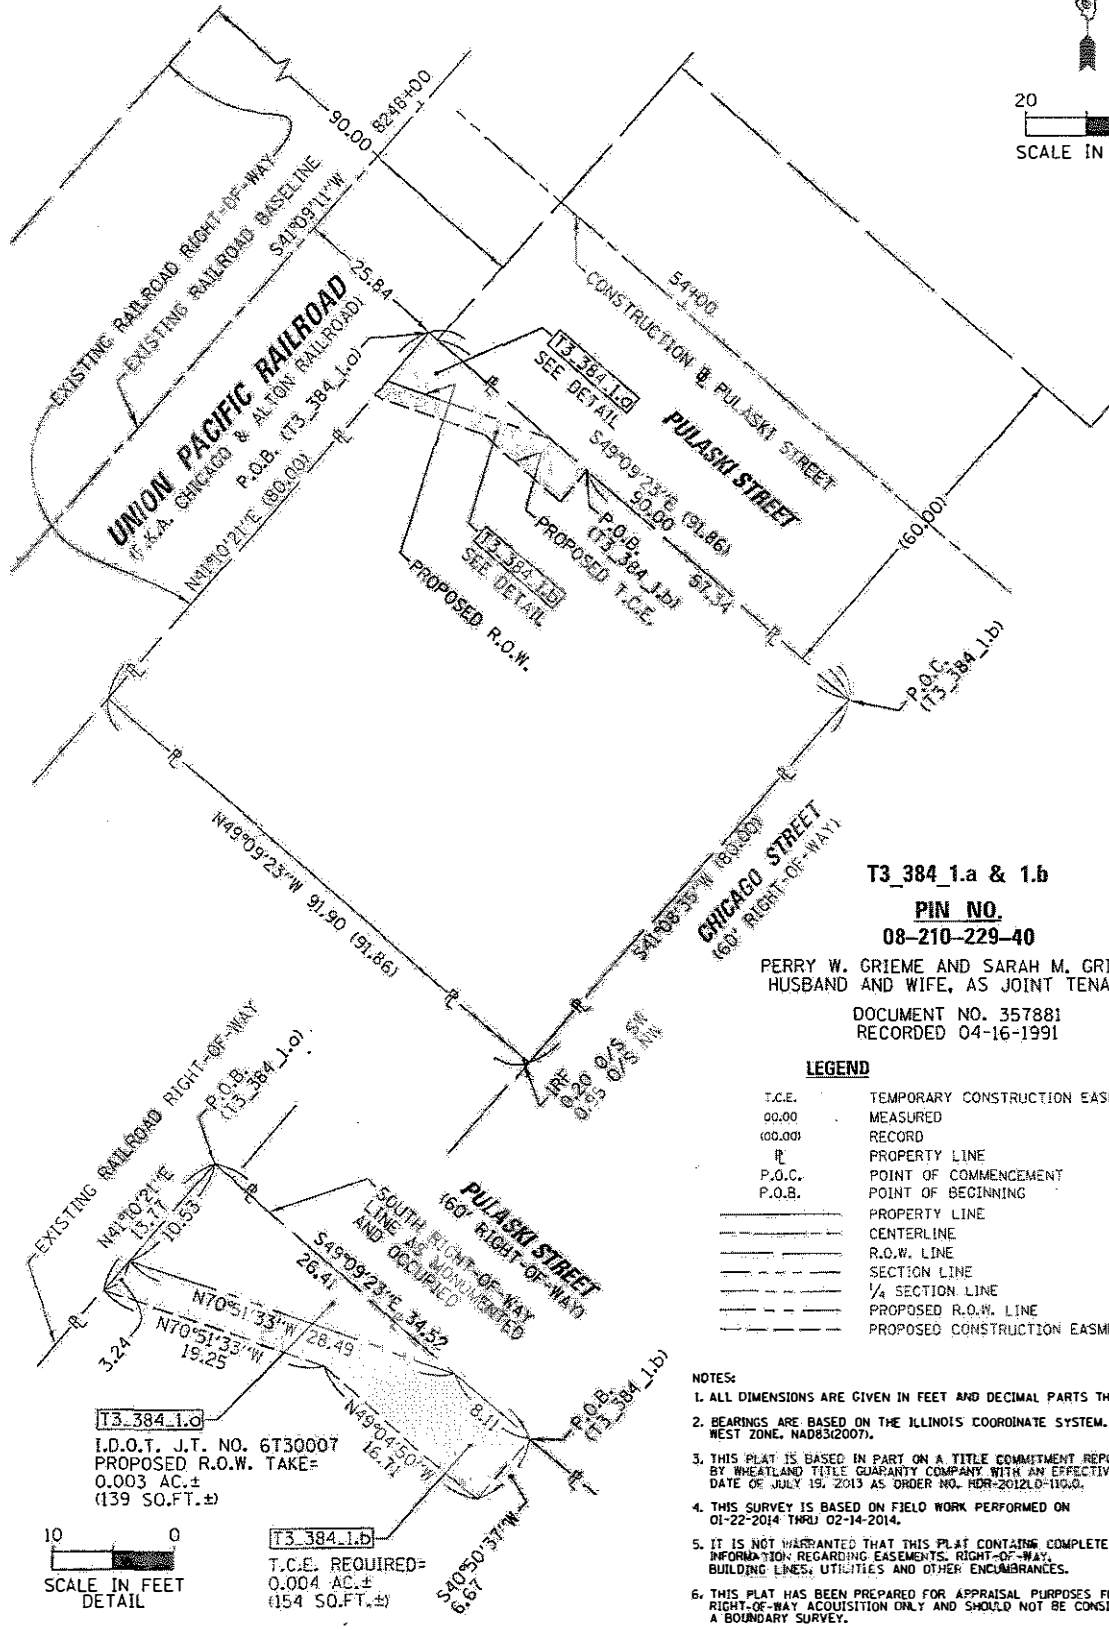 20
SCALE IN
90.00
8248+00
EXISTING RAILROAD RIGHT-OF-WAY
EXISTING RAILROAD BASELINE
S41°09'11"W
25.84
UNION PACIFIC RAILROAD
(F.K.A. CHICAGO & ALTON RAILROAD)
P.O.B. (T3_384_1.a)
N41°10'21"E (80.00)
CONSTRUCTION ℄ PULASKI STREET
54+00
T3_384_1.a
SEE DETAIL
PULASKI STREET
S49°09'23"E (91.86)
90.00
57.34
(60.00)
P.O.B.
(T3_384_1.b)
PROPOSED T.C.E.
T3_384_1.b
SEE DETAIL
PROPOSED R.O.W.
P.O.C.
(T3_384_1.b)
N49°09'23"W 91.90 (91.86)
S41°08'35"W (80.00)
CHICAGO STREET
(60' RIGHT-OF-WAY)
IRF
0.20 O/S SW
0.95 O/S NW
T3_384_1.a & 1.b
PIN NO.
08-210-229-40
PERRY W. GRIEME AND SARAH M. GRI
HUSBAND AND WIFE, AS JOINT TENA
DOCUMENT NO. 357881
RECORDED 04-16-1991
LEGEND
T.C.E. TEMPORARY CONSTRUCTION EAS
00.00 MEASURED
(00.00) RECORD
PL PROPERTY LINE
P.O.C. POINT OF COMMENCEMENT
P.O.B. POINT OF BEGINNING
PROPERTY LINE
CENTERLINE
R.O.W. LINE
SECTION LINE
1/4 SECTION LINE
PROPOSED R.O.W. LINE
PROPOSED CONSTRUCTION EASM
EXISTING RAILROAD RIGHT-OF-WAY
P.O.B.
(T3_384_1.a)
N41°10'21"E
13.77
10.53
SOUTH RIGHT-OF-WAY
LINE AS MONUMENTED
AND OCCUPIED
PULASKI STREET
(60' RIGHT-OF-WAY)
S49°09'23"E 34.52
26.41
N70°51'33"W 28.49
N70°51'33"W
19.25
3.24
8.11
N49°04'50"W
16.71
P.O.B.
(T3_384_1.b)
S40°50'37"W
6.67
T3_384_1.a
I.D.O.T. J.T. NO. 6T30007
PROPOSED R.O.W. TAKE=
0.003 AC.±
(139 SQ.FT.±)
T3_384_1.b
T.C.E. REQUIRED=
0.004 AC.±
(154 SQ.FT.±)
10 0
SCALE IN FEET
DETAIL
NOTES:
1. ALL DIMENSIONS ARE GIVEN IN FEET AND DECIMAL PARTS TH
2. BEARINGS ARE BASED ON THE ILLINOIS COORDINATE SYSTEM.
WEST ZONE. NAD83(2007).
3. THIS PLAT IS BASED IN PART ON A TITLE COMMITMENT REP
BY WHEATLAND TITLE GUARANTY COMPANY WITH AN EFFECTIV
DATE OF JULY 19, 2013 AS ORDER NO. HDR-2012LO-110.0.
4. THIS SURVEY IS BASED ON FIELD WORK PERFORMED ON
01-22-2014 THRU 02-14-2014.
5. IT IS NOT WARRANTED THAT THIS PLAT CONTAINS COMPLETE
INFORMATION REGARDING EASEMENTS, RIGHT-OF-WAY,
BUILDING LINES, UTILITIES AND OTHER ENCUMBRANCES.
6. THIS PLAT HAS BEEN PREPARED FOR APPRAISAL PURPOSES F
RIGHT-OF-WAY ACQUISITION ONLY AND SHOULD NOT BE CONSI
A BOUNDARY SURVEY.